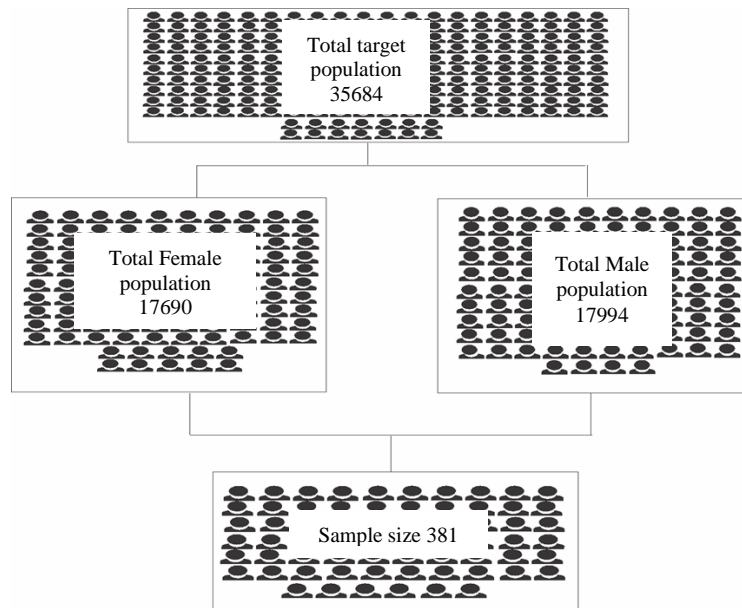 Total target
population
35684
Total Female
population
17690
Total Male
population
17994
Sample size 381